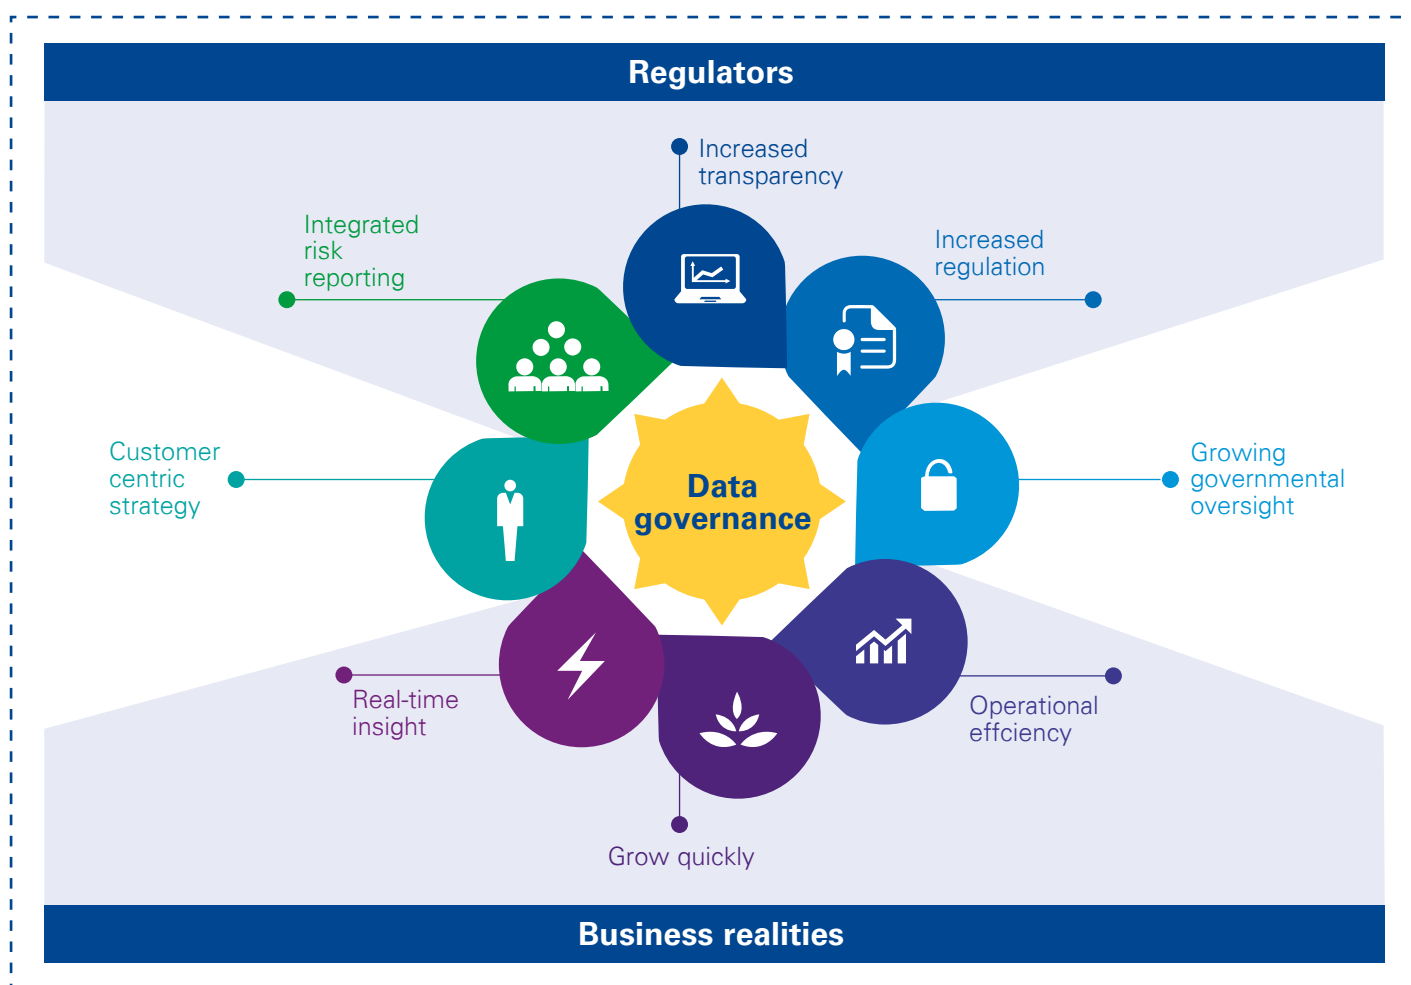 Regulators
Increased
transparency
Integrated
risk
reporting
Increased
regulation
Customer
centric
strategy
Data
governance
Growing
governmental
oversight
Real-time
insight
Operational
effciency
Grow quickly
Business realities